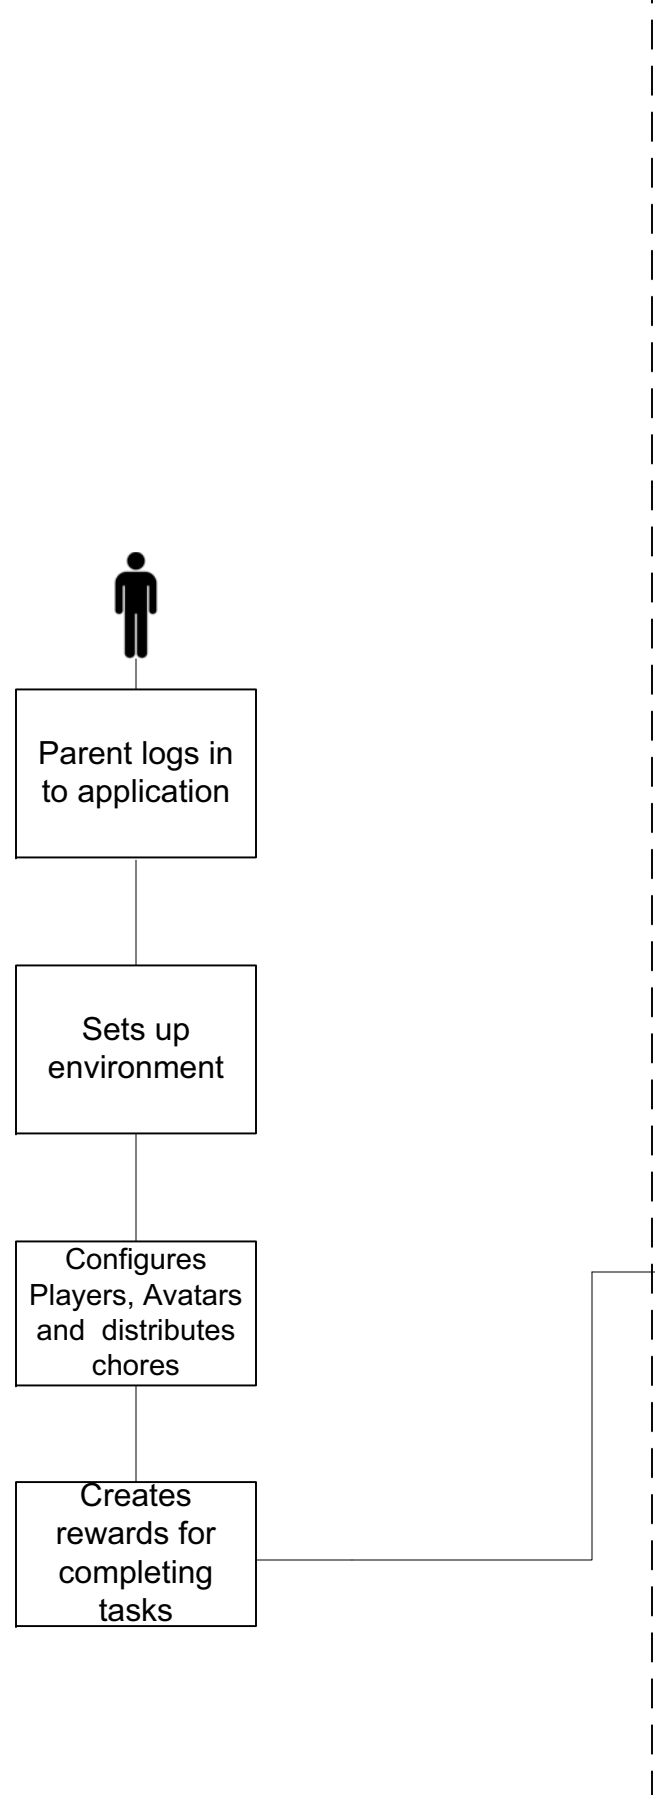 Parent logs in
to application
Sets up
environment
Configures
Players, Avatars
and  distributes
chores
Creates
rewards for
completing
tasks